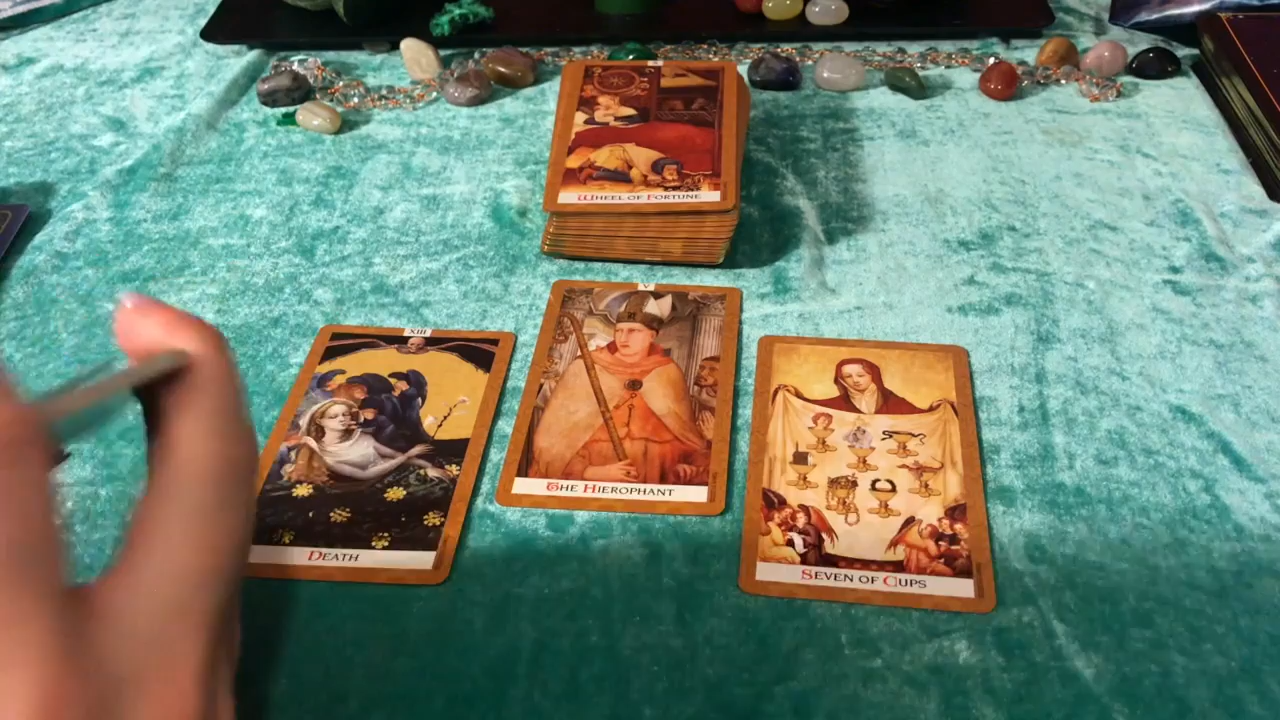 WHEEL OF FORTUNE
V
THE HIEROPHANT
XIII
DEATH
SEVEN OF CUPS